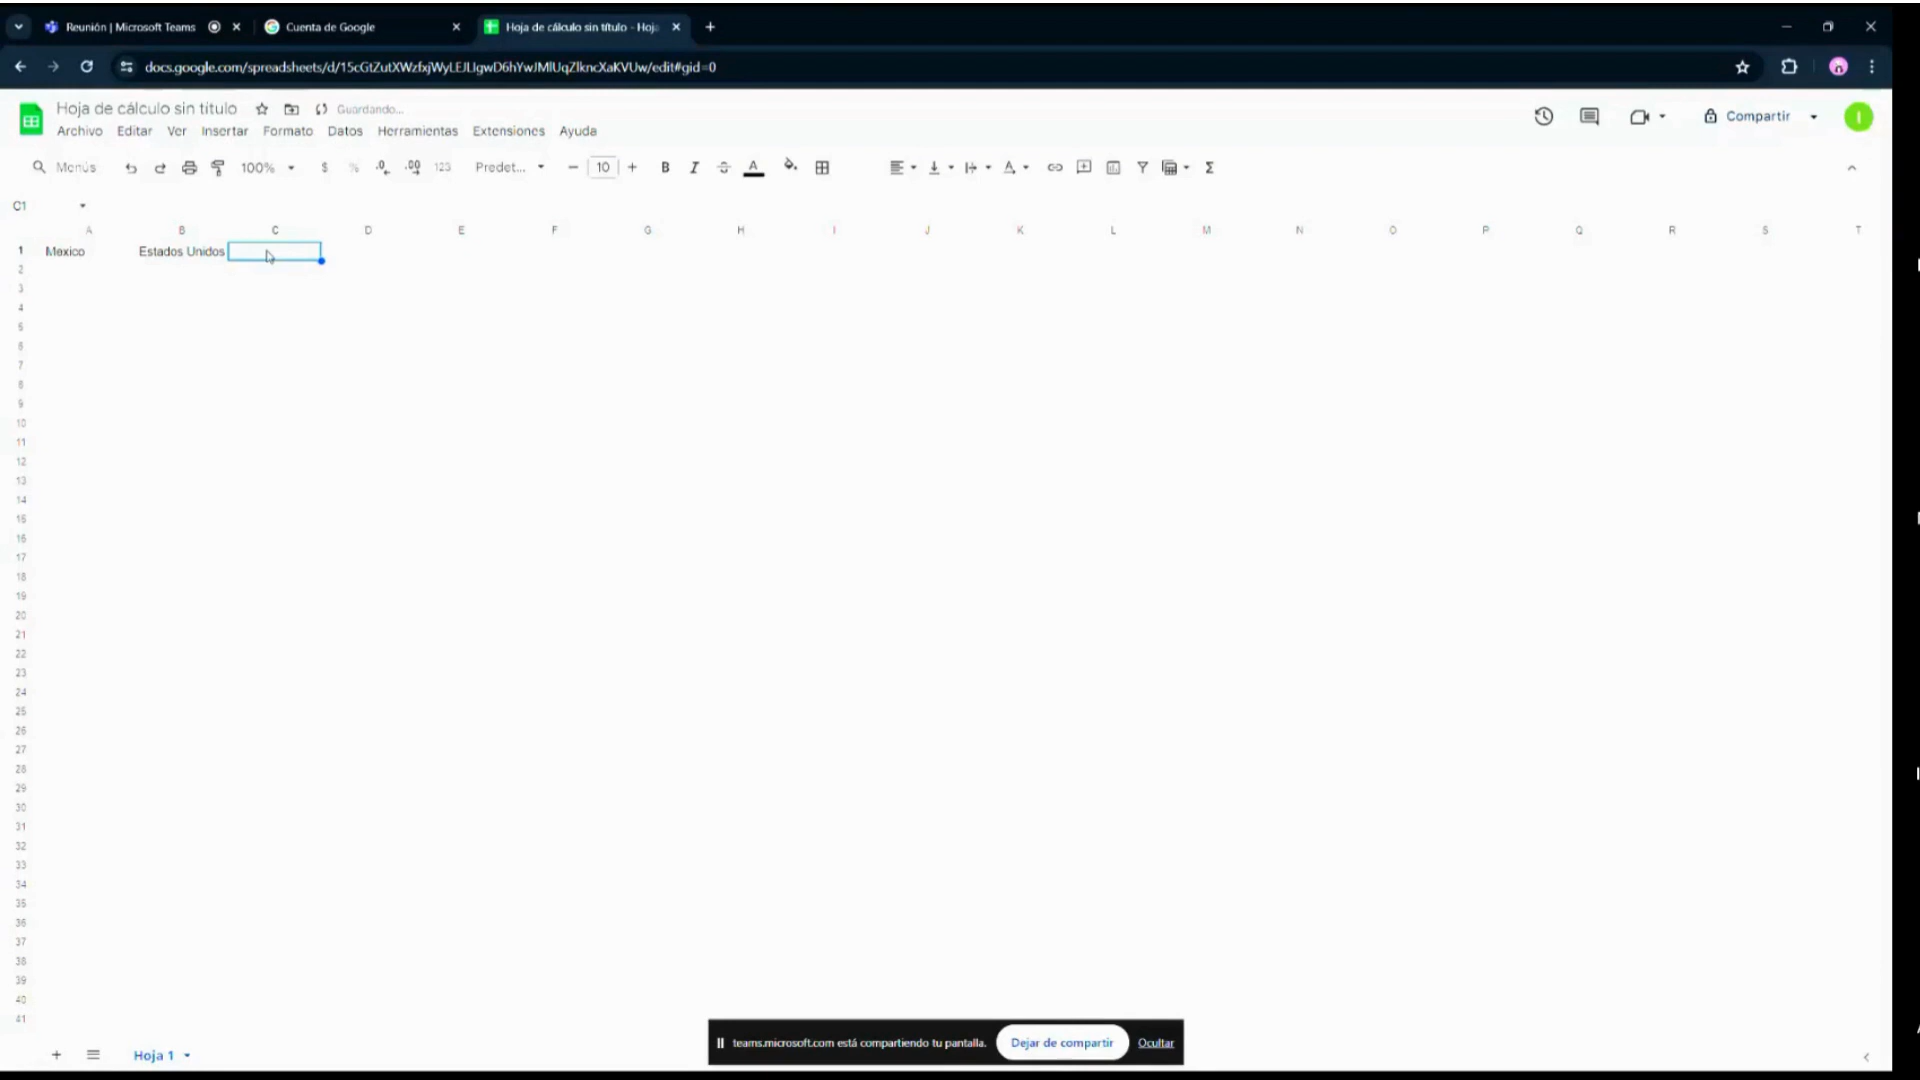 Reunión | Microsoft Teams
Cuenta de Google
Hoja de cálculo sin título - Hoj
docs.google.com/spreadsheets/d/15cGtZutXWzfxjWyLEJLlgwD6hYwJMlUqZlkncXaKVUw/edit#gid=0
Hoja de cálculo sin título
Guardando...
Archivo Editar Ver Insertar Formato Datos Herramientas Extensiones Ayuda
Compartir
I
Menús 100% $ % .0 .00 123 Predet... − 10 + B I S A Σ
C1
A B C D E F G H I J K L M N O P Q R S T
1 Mexico Estados Unidos
2
3
4
5
6
7
8
9
10
11
12
13
14
15
16
17
18
19
20
21
22
23
24
25
26
27
28
29
30
31
32
33
34
35
36
37
38
39
40
41
teams.microsoft.com está compartiendo tu pantalla. Dejar de compartir Ocultar
Hoja 1